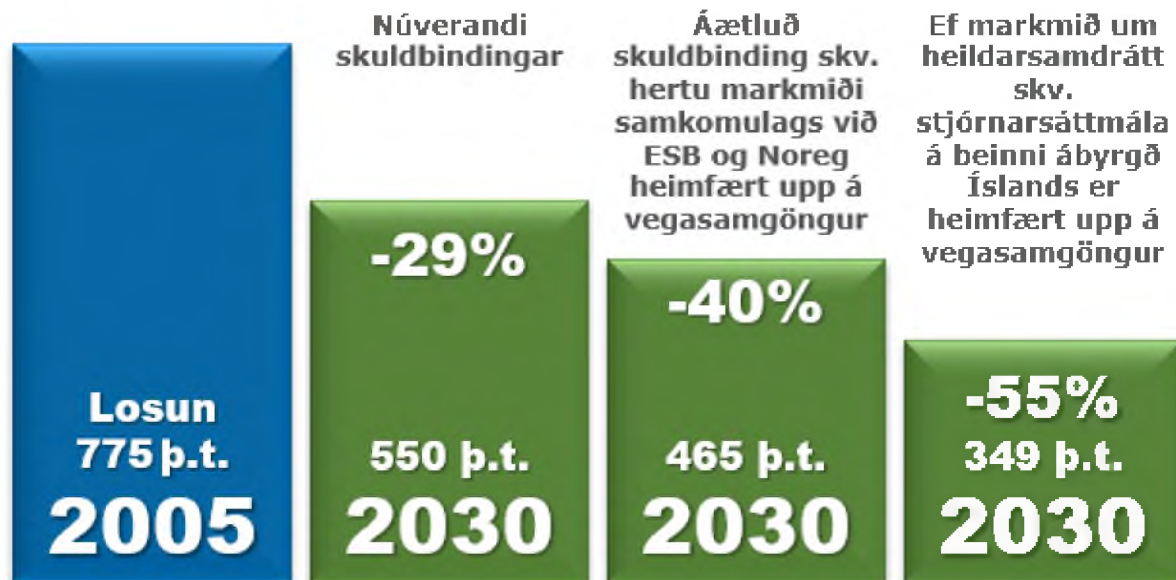 Losun
775 þ.t.
2005
Núverandi
skuldbindingar
-29%
550 þ.t.
2030
Áætluð
skuldbinding skv.
hertu markmiði
samkomulags við
ESB og Noreg
heimfært upp á
vegasamgöngur
-40%
465 þ.t.
2030
Ef markmið um
heildarsamdrátt
skv.
stjórnarsáttmála
á beinni ábyrgð
Íslands er
heimfært upp á
vegasamgöngur
-55%
349 þ.t.
2030